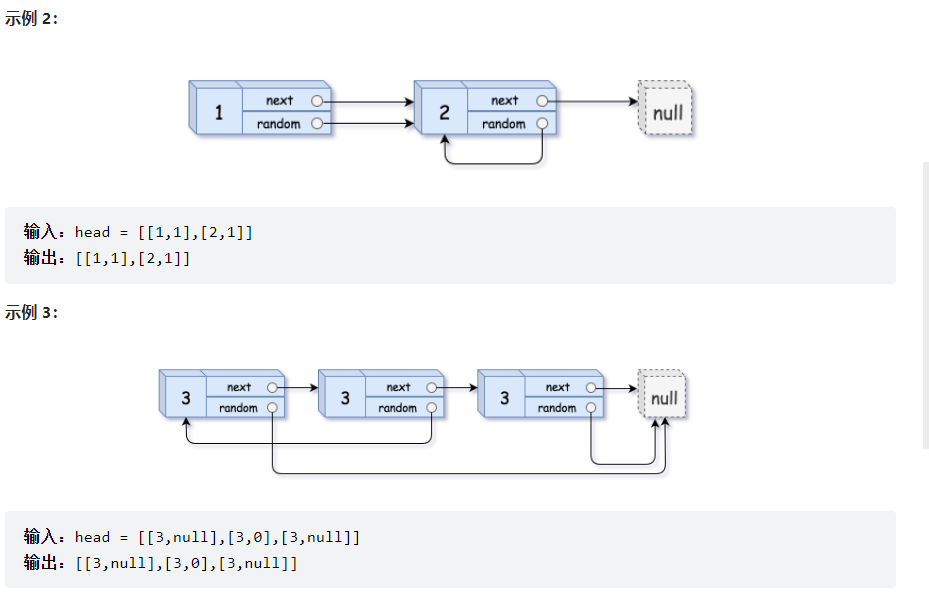 示例 2：
1 next random 2 next random null
输入：head = [[1,1],[2,1]]
输出：[[1,1],[2,1]]
示例 3：
3 next random 3 next random 3 next random null
输入：head = [[3,null],[3,0],[3,null]]
输出：[[3,null],[3,0],[3,null]]